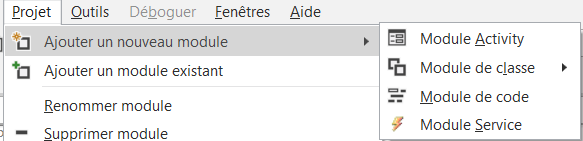 Projet Outils Déboguer Fenêtres Aide
Ajouter un nouveau module
Ajouter un module existant
Renommer module
Supprimer module
Module Activity
Module de classe
Module de code
Module Service